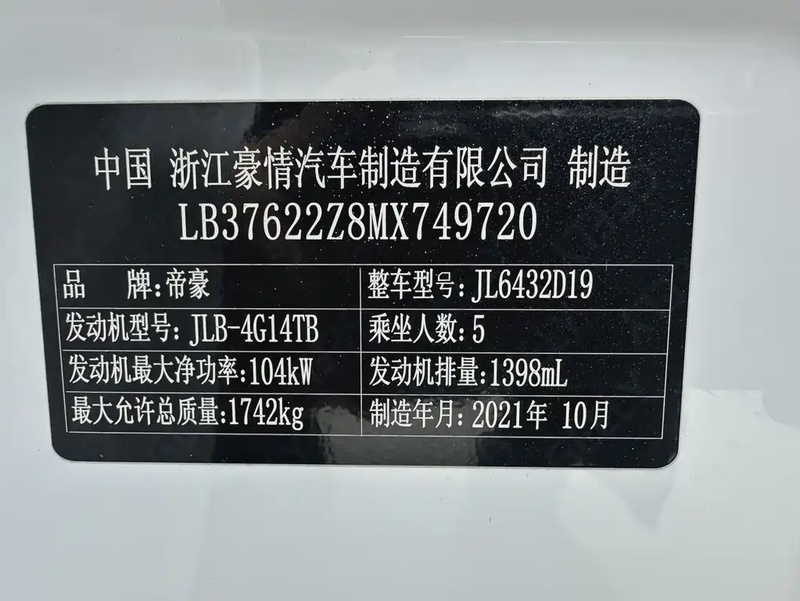 中国 浙江豪情汽车制造有限公司 制造
LB37622Z8MX749720
品 牌:帝豪 整车型号:JL6432D19
发动机型号:JLB-4G14TB 乘坐人数:5
发动机最大净功率:104kW 发动机排量:1398mL
最大允许总质量:1742kg 制造年月:2021年 10月